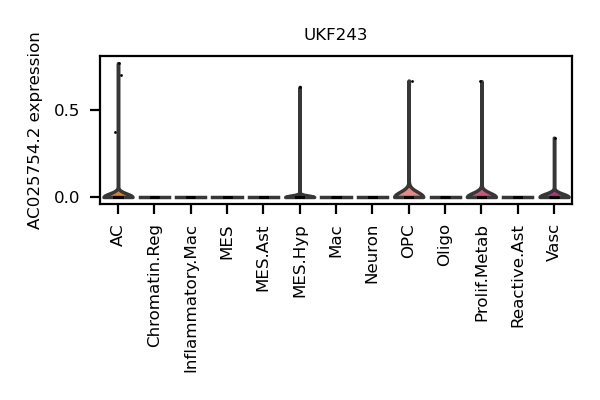 UKF243
AC025754.2 expression
0.5
0.0
AC
Chromatin.Reg
Inflammatory.Mac
MES
MES.Ast
MES.Hyp
Mac
Neuron
OPC
Oligo
Prolif.Metab
Reactive.Ast
Vasc